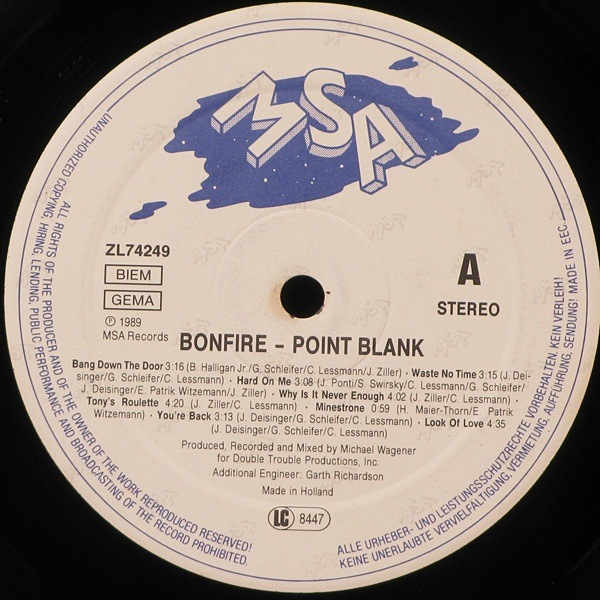 MSA
ZL74249
BIEM
GEMA
℗ 1989
MSA Records
A
STEREO
BONFIRE – POINT BLANK
Bang Down The Door 3:16 (B. Halligan Jr./G. Schleifer/C. Lessmann/J. Ziller) · Waste No Time 3:15 (J. Dei-
singer/G. Schleifer/C. Lessmann) · Hard On Me 3:08 (J. Ponti/S. Swirsky/C. Lessmann/G. Schleifer/
J. Deisinger/E. Patrik Witzemann/J. Ziller) · Why Is It Never Enough 4:02 (J. Ziller/C. Lessmann) ·
Tony's Roulette 4:20 (J. Ziller/C. Lessmann) · Minestrone 0:59 (H. Maier-Thorn/E. Patrik
Witzemann) · You're Back 3:13 (J. Deisinger/G. Schleifer/C. Lessmann) · Look Of Love 4:35
(J. Deisinger/G. Schleifer/C. Lessmann)
Produced, Recorded and Mixed by Michael Wagener
for Double Trouble Productions, Inc.
Additional Engineer: Garth Richardson
Made in Holland
LC 8447
ALL RIGHTS OF THE PRODUCER AND OF THE OWNER OF THE WORK REPRODUCED RESERVED!
UNAUTHORIZED COPYING, HIRING, LENDING, PUBLIC PERFORMANCE AND BROADCASTING OF THE RECORD PROHIBITED.
ALLE URHEBER- UND LEISTUNGSSCHUTZRECHTE VORBEHALTEN, KEIN VERLEIH!
KEINE UNERLAUBTE VERVIELFÄLTIGUNG, VERMIETUNG, AUFFÜHRUNG, SENDUNG! MADE IN EEC.